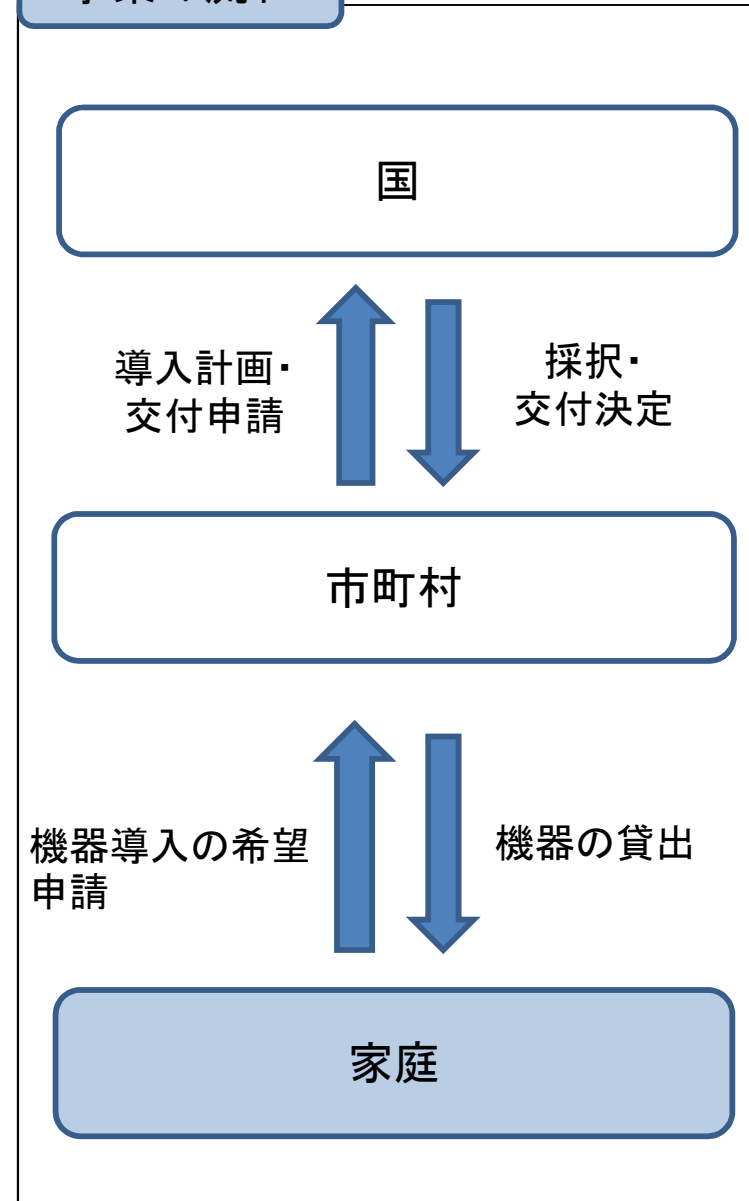 国
導入計画・
交付申請
採択・
交付決定
市町村
機器導入の希望
申請
機器の貸出
家庭